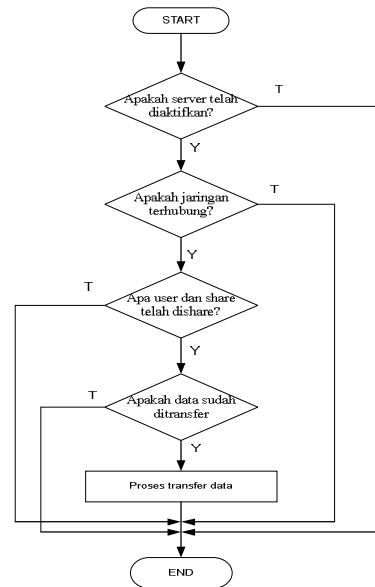 START
Apakah server telah
diaktifkan?
T
Y
Apakah jaringan
terhubung?
T
Y
Apa user dan share
telah dishare?
T
Y
Apakah data sudah
ditransfer
T
Y
Proses transfer data
END